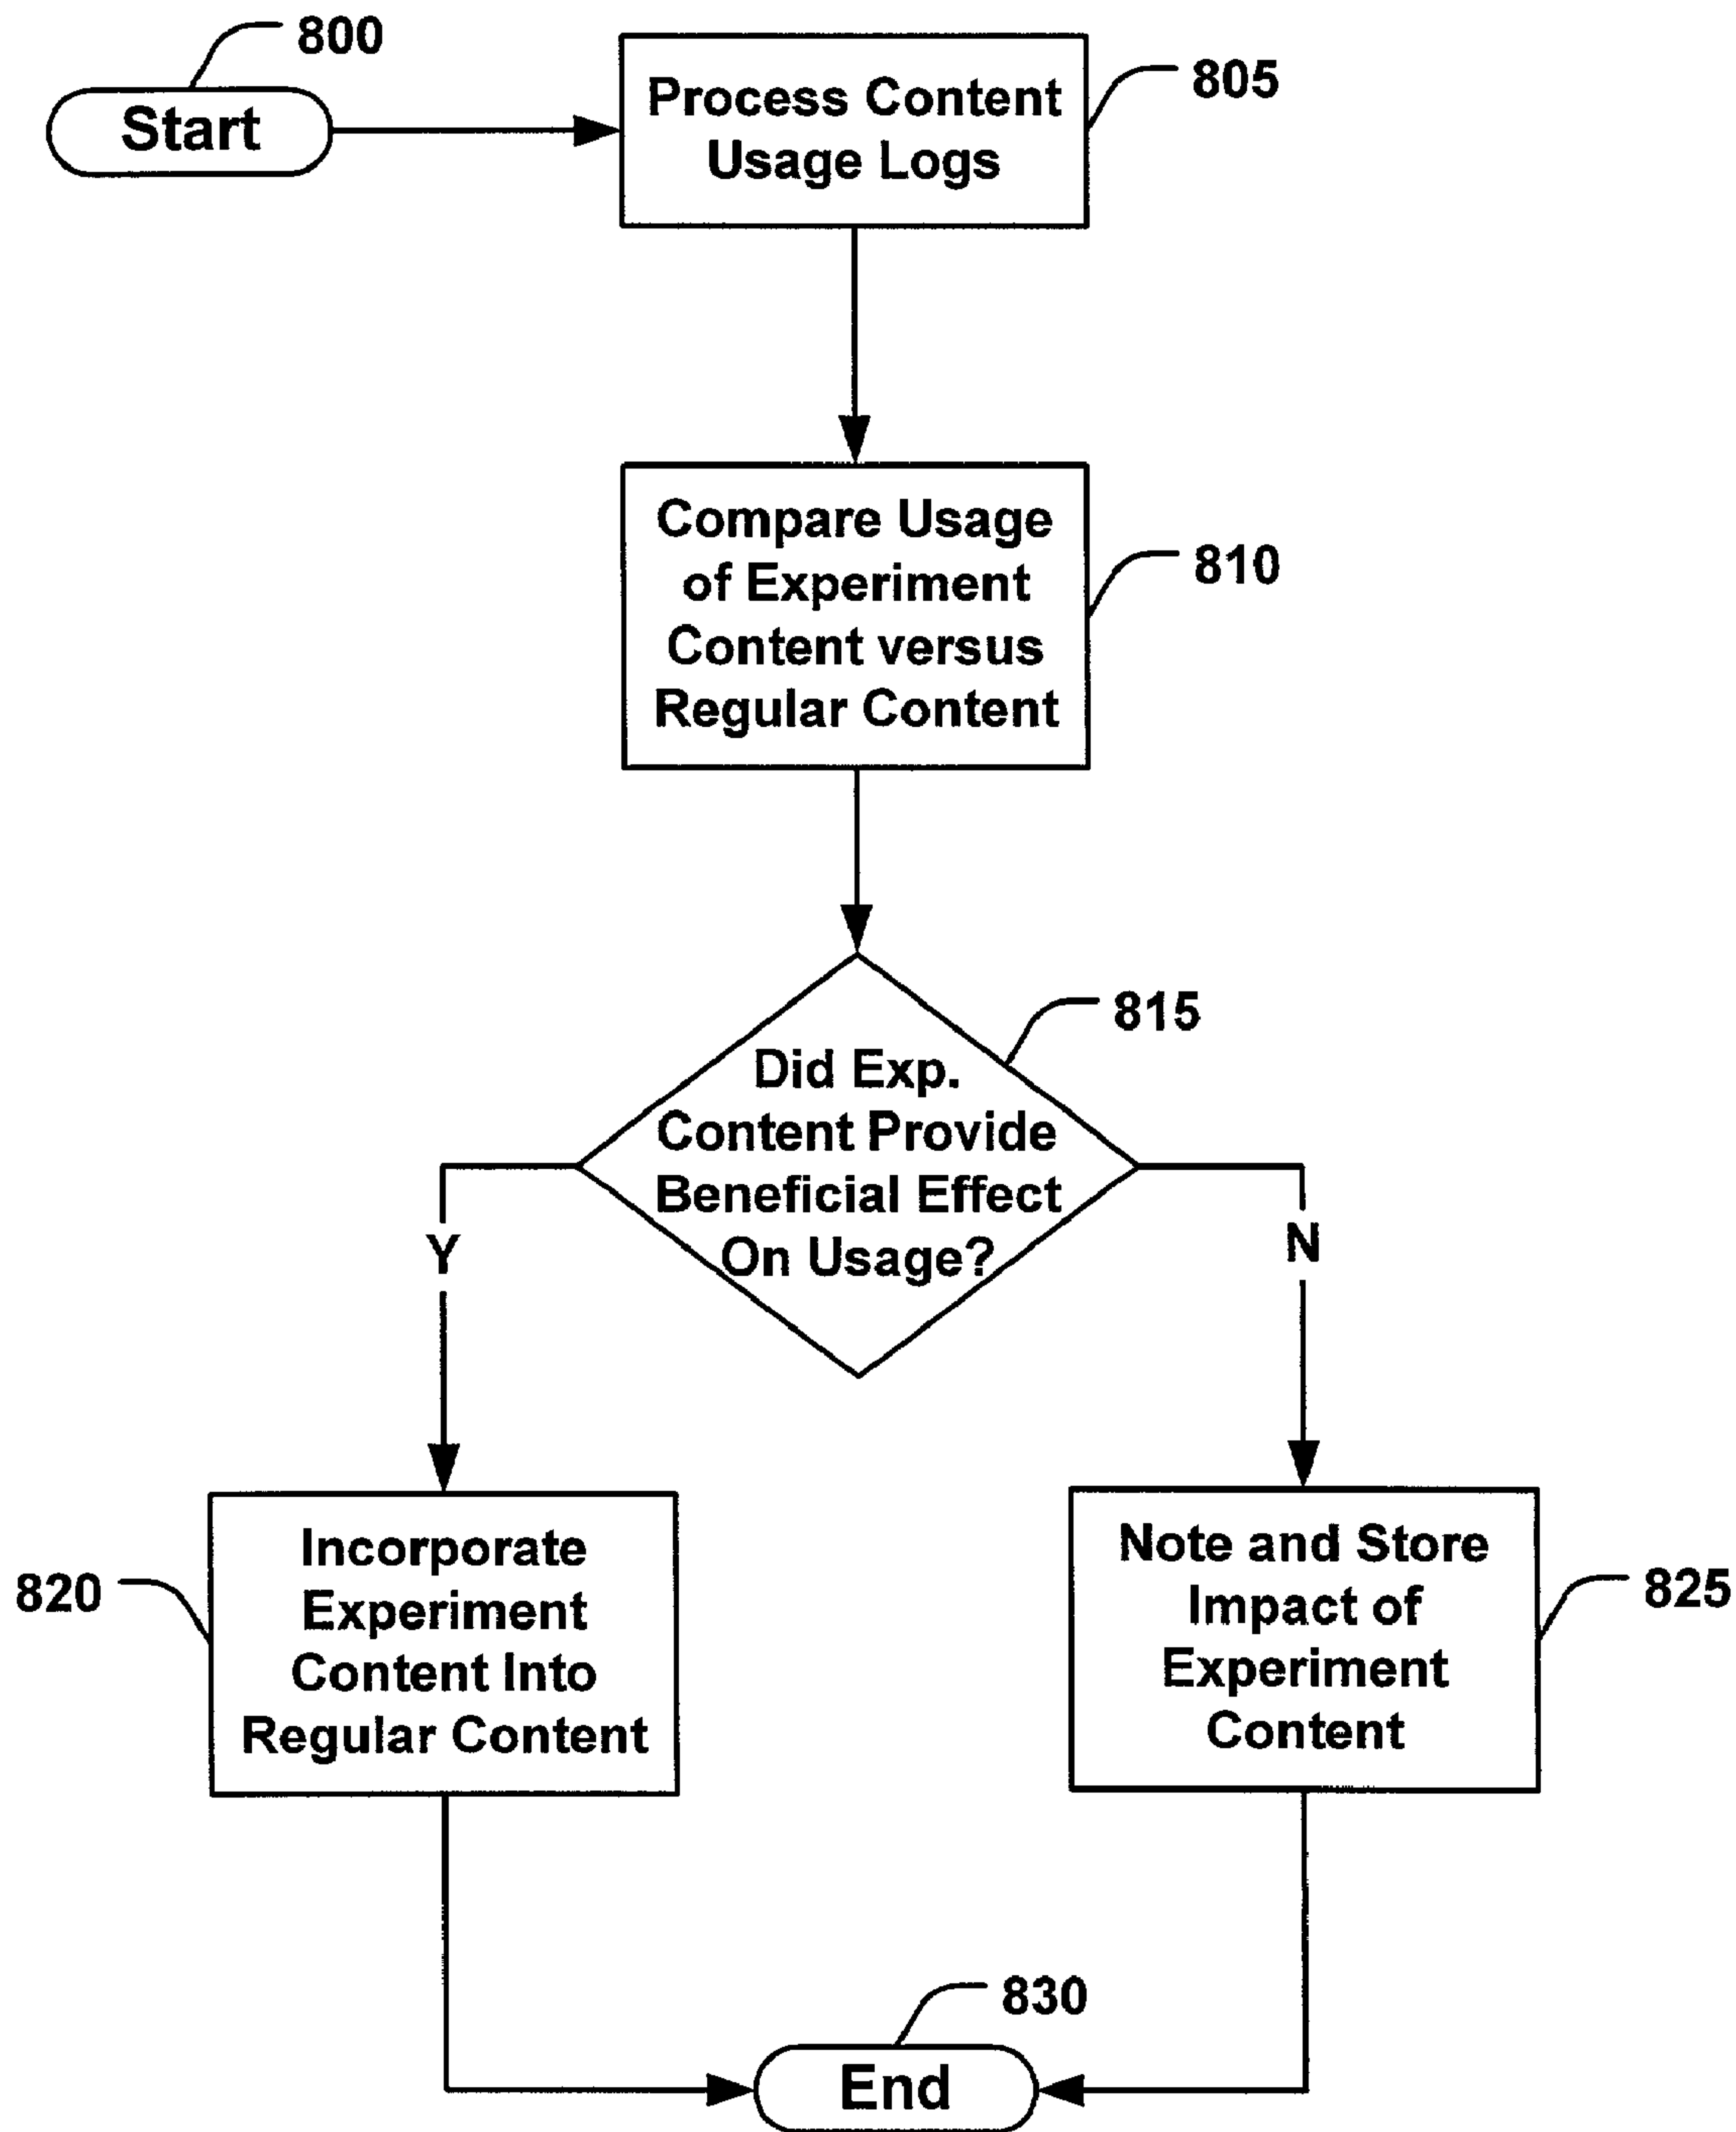 800
Start
Process Content
Usage Logs
805
Compare Usage
of Experiment
Content versus
Regular Content
810
Did Exp.
Content Provide
Beneficial Effect
On Usage?
815
Y
N
Incorporate
Experiment
Content Into
Regular Content
820
Note and Store
Impact of
Experiment
Content
825
830
End